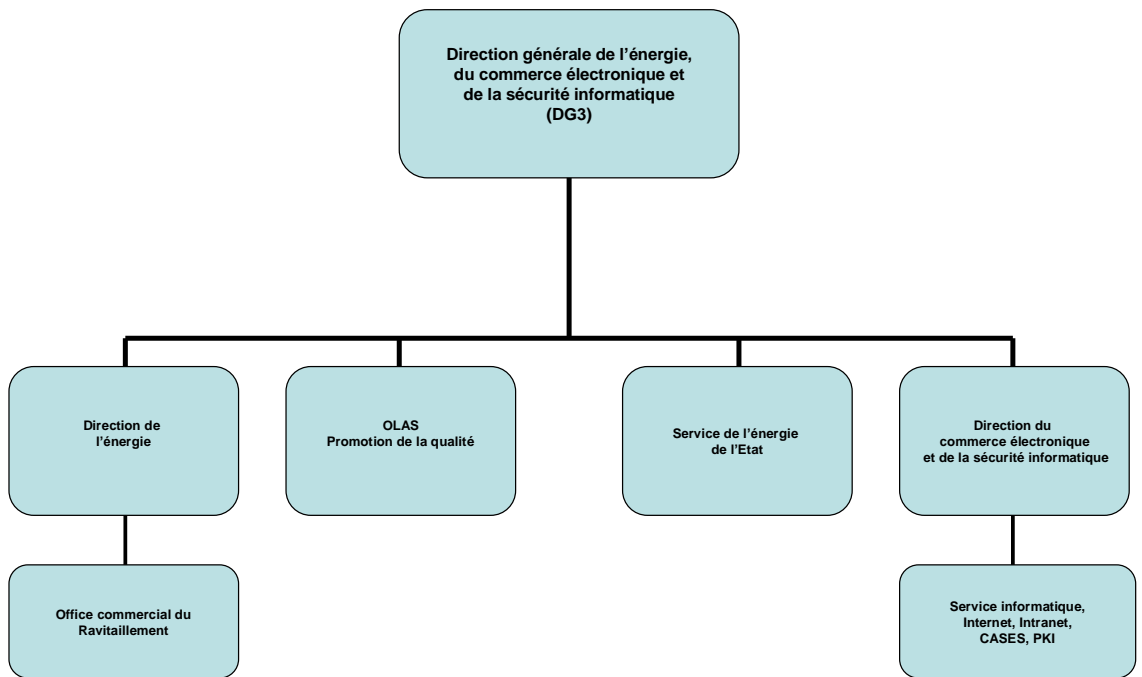 Direction générale de l’énergie,
du commerce électronique et
de la sécurité informatique
(DG3)
Direction de
l’énergie
OLAS
Promotion de la qualité
Service de l’énergie
de l’Etat
Direction du
commerce électronique
et de la sécurité informatique
Office commercial du
Ravitaillement
Service informatique,
Internet, Intranet,
CASES, PKI